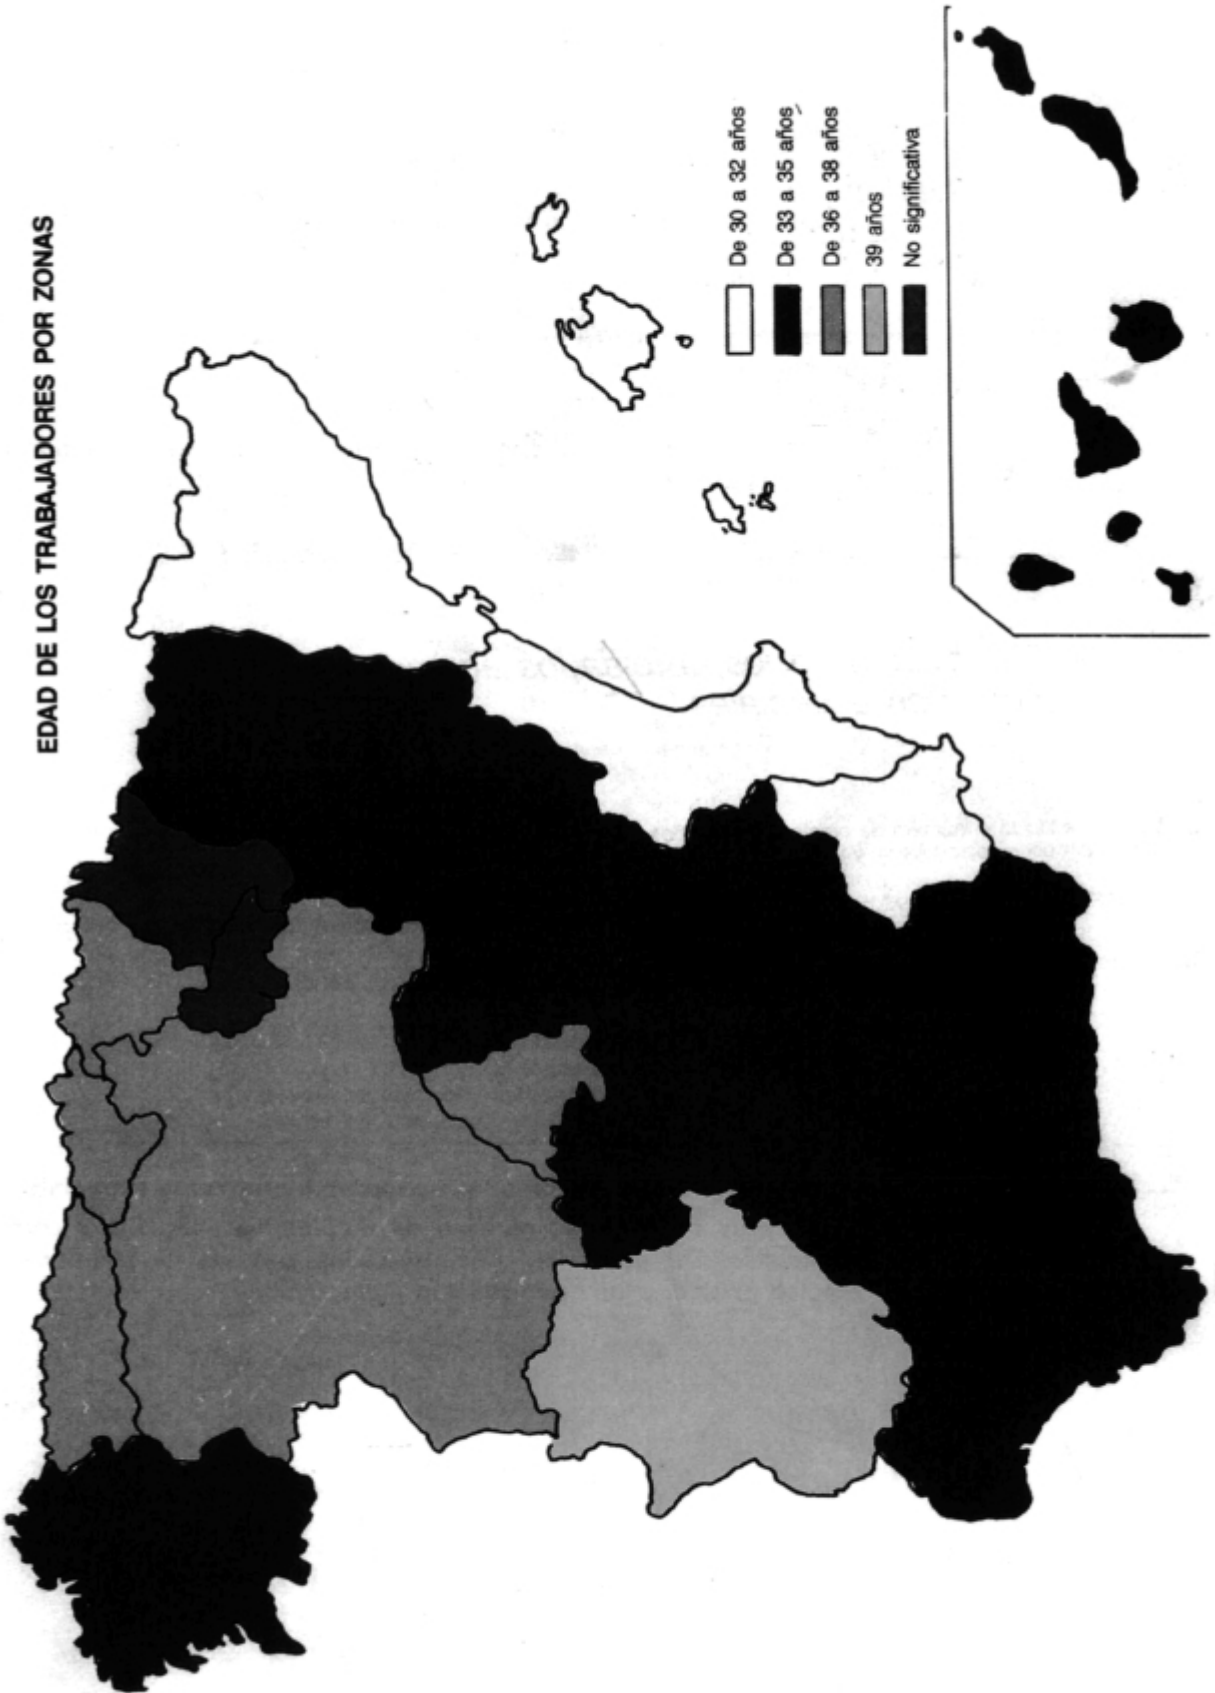 EDAD DE LOS TRABAJADORES POR ZONAS
De 30 a 32 años
De 33 a 35 años
De 36 a 38 años
39 años
No significativa